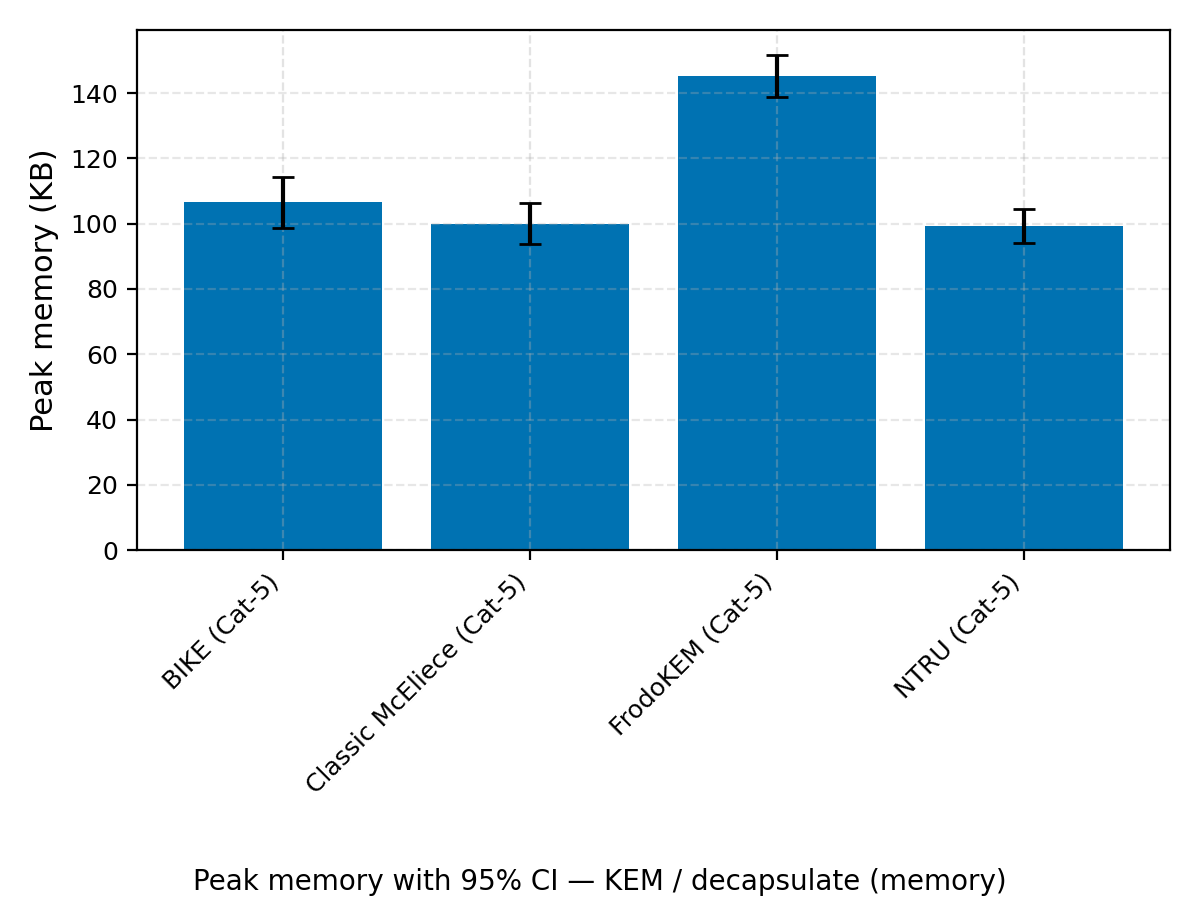 Peak memory (KB)
140
120
100
80
60
40
20
0
BIKE (Cat-5)
Classic McEliece (Cat-5)
FrodoKEM (Cat-5)
NTRU (Cat-5)
Peak memory with 95% CI — KEM / decapsulate (memory)